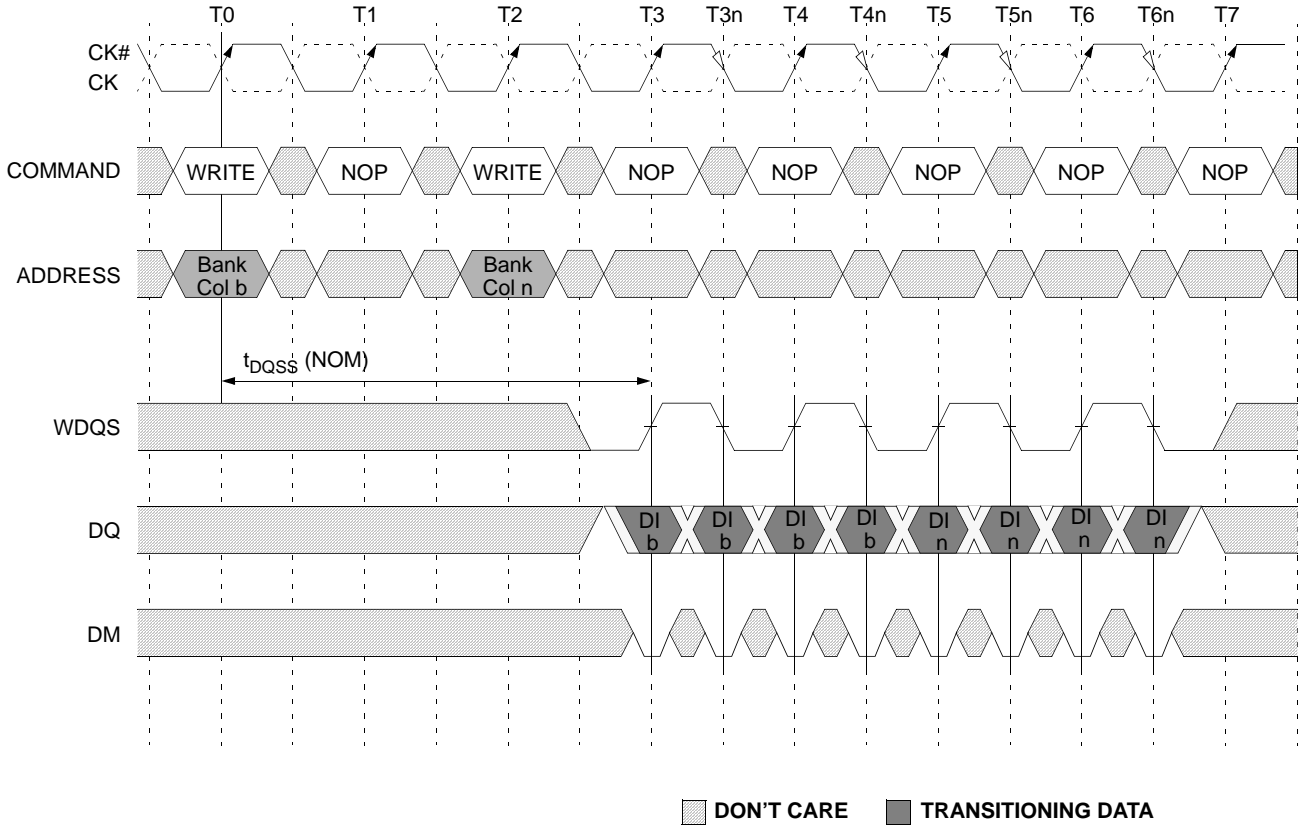 T0 T1 T2 T3 T3n T4 T4n T5 T5n T6 T6n T7
CK#
CK
COMMAND WRITE NOP WRITE NOP NOP NOP NOP NOP
ADDRESS Bank Col b Bank Col n
tDQSS (NOM)
WDQS
DQ DI b DI b DI b DI b DI n DI n DI n DI n
DM
DON'T CARE TRANSITIONING DATA